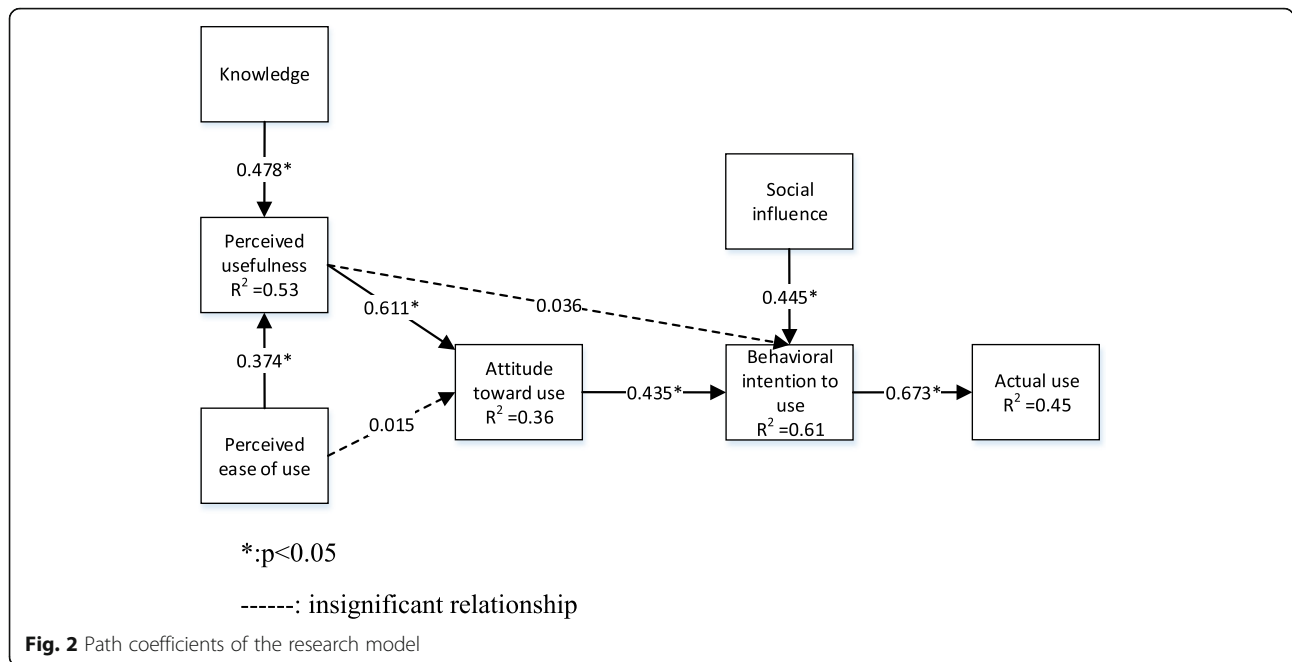 Knowledge
0.478*
Social
influence
Perceived
usefulness
R² =0.53
0.611*
0.036
0.445*
0.374*
Attitude
toward use
R² =0.36
0.435*
Behavioral
intention to
use
R² =0.61
0.673*
Actual use
R² =0.45
0.015
Perceived
ease of use
*:p<0.05
------: insignificant relationship
Fig. 2 Path coefficients of the research model